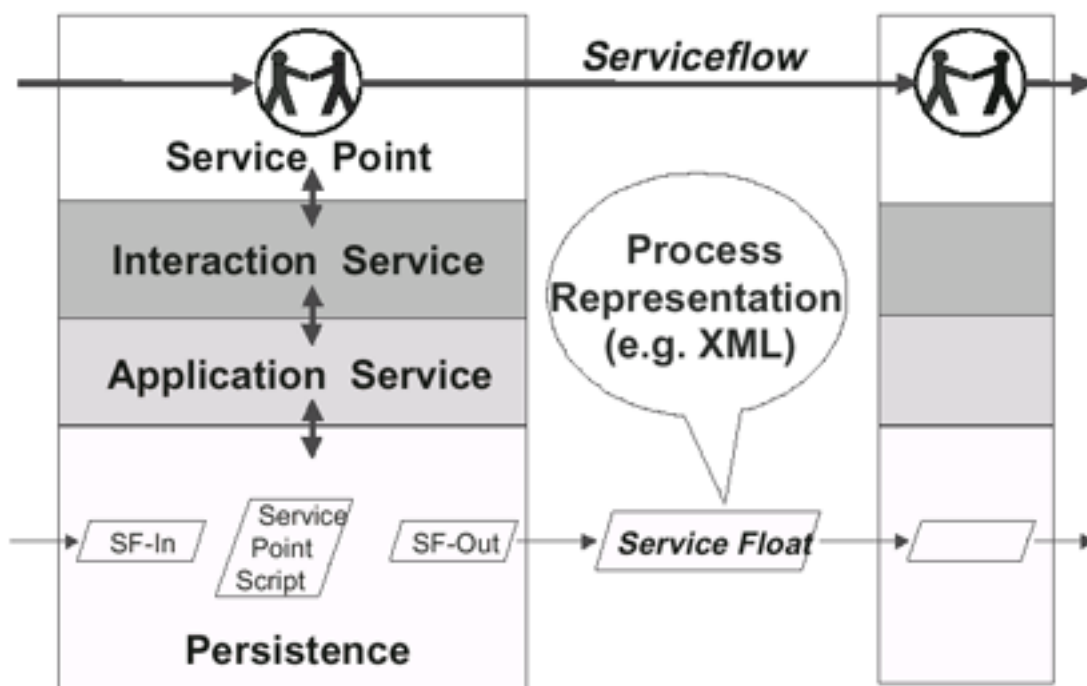 Serviceflow
Service Point
Interaction Service
Application Service
Process
Representation
(e.g. XML)
SF-In
Service
Point
Script
SF-Out
Service Float
Persistence